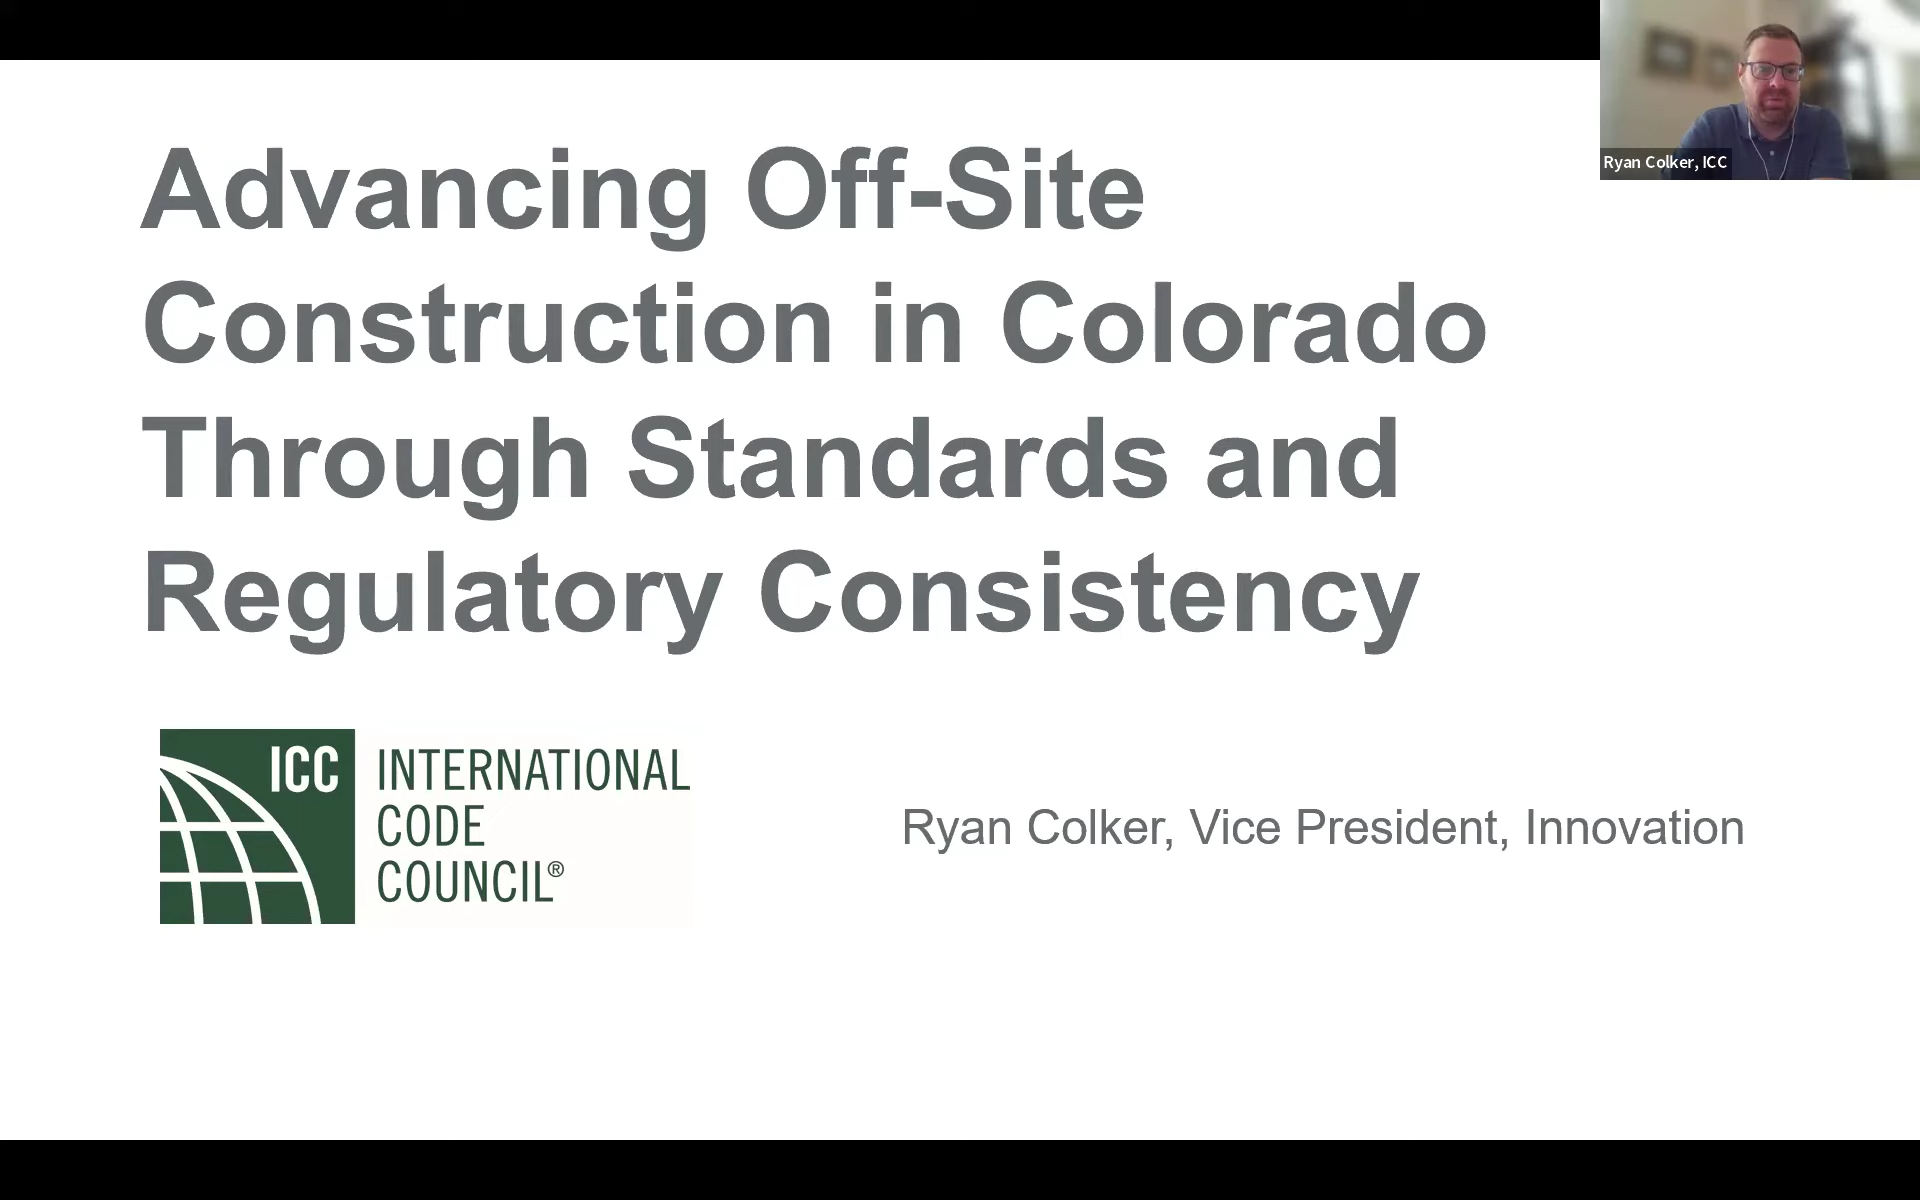 Ryan Colker, ICC
Advancing Off-Site
Construction in Colorado
Through Standards and
Regulatory Consistency
ICC
INTERNATIONAL
CODE
COUNCIL®
Ryan Colker, Vice President, Innovation